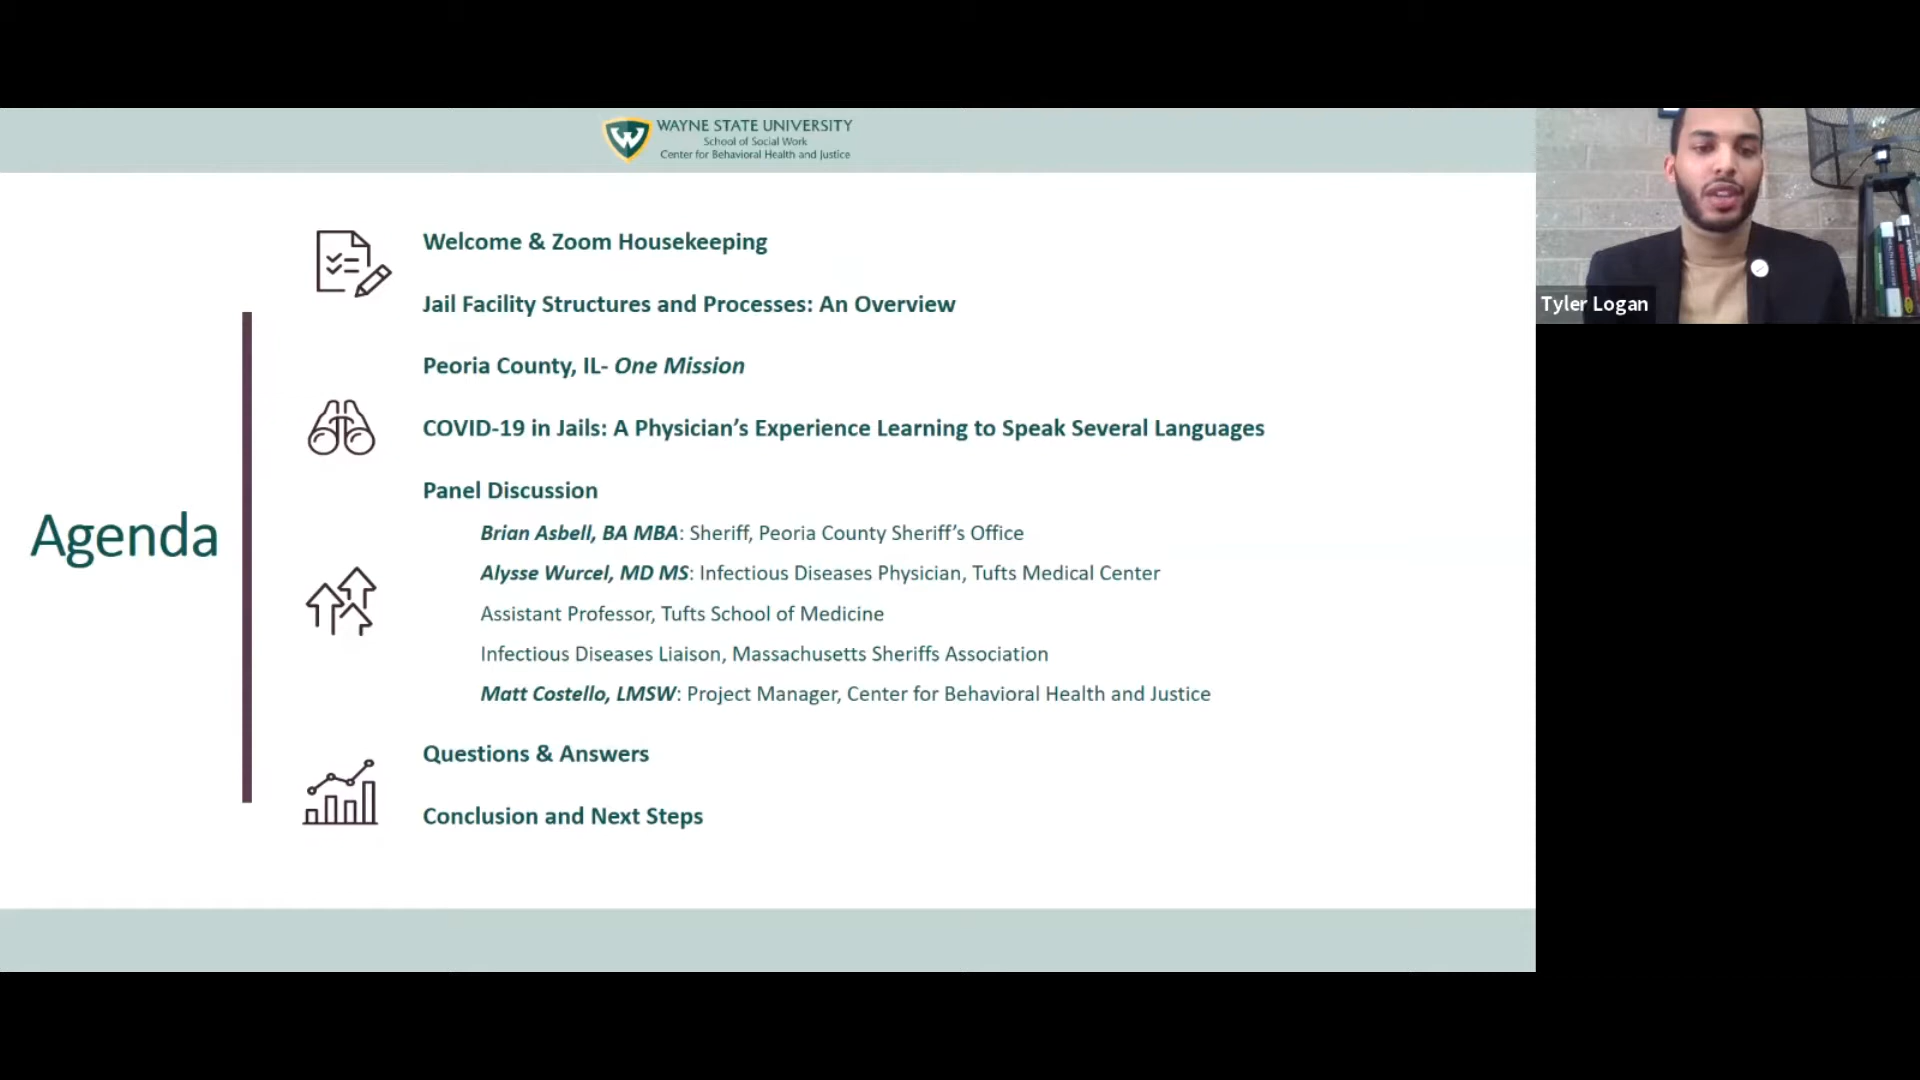 WAYNE STATE UNIVERSITY
School of Social Work
Center for Behavioral Health and Justice
Tyler Logan
Agenda
Welcome & Zoom Housekeeping
Jail Facility Structures and Processes: An Overview
Peoria County, IL- One Mission
COVID-19 in Jails: A Physician’s Experience Learning to Speak Several Languages
Panel Discussion
Brian Asbell, BA MBA: Sheriff, Peoria County Sheriff’s Office
Alysse Wurcel, MD MS: Infectious Diseases Physician, Tufts Medical Center
Assistant Professor, Tufts School of Medicine
Infectious Diseases Liaison, Massachusetts Sheriffs Association
Matt Costello, LMSW: Project Manager, Center for Behavioral Health and Justice
Questions & Answers
Conclusion and Next Steps